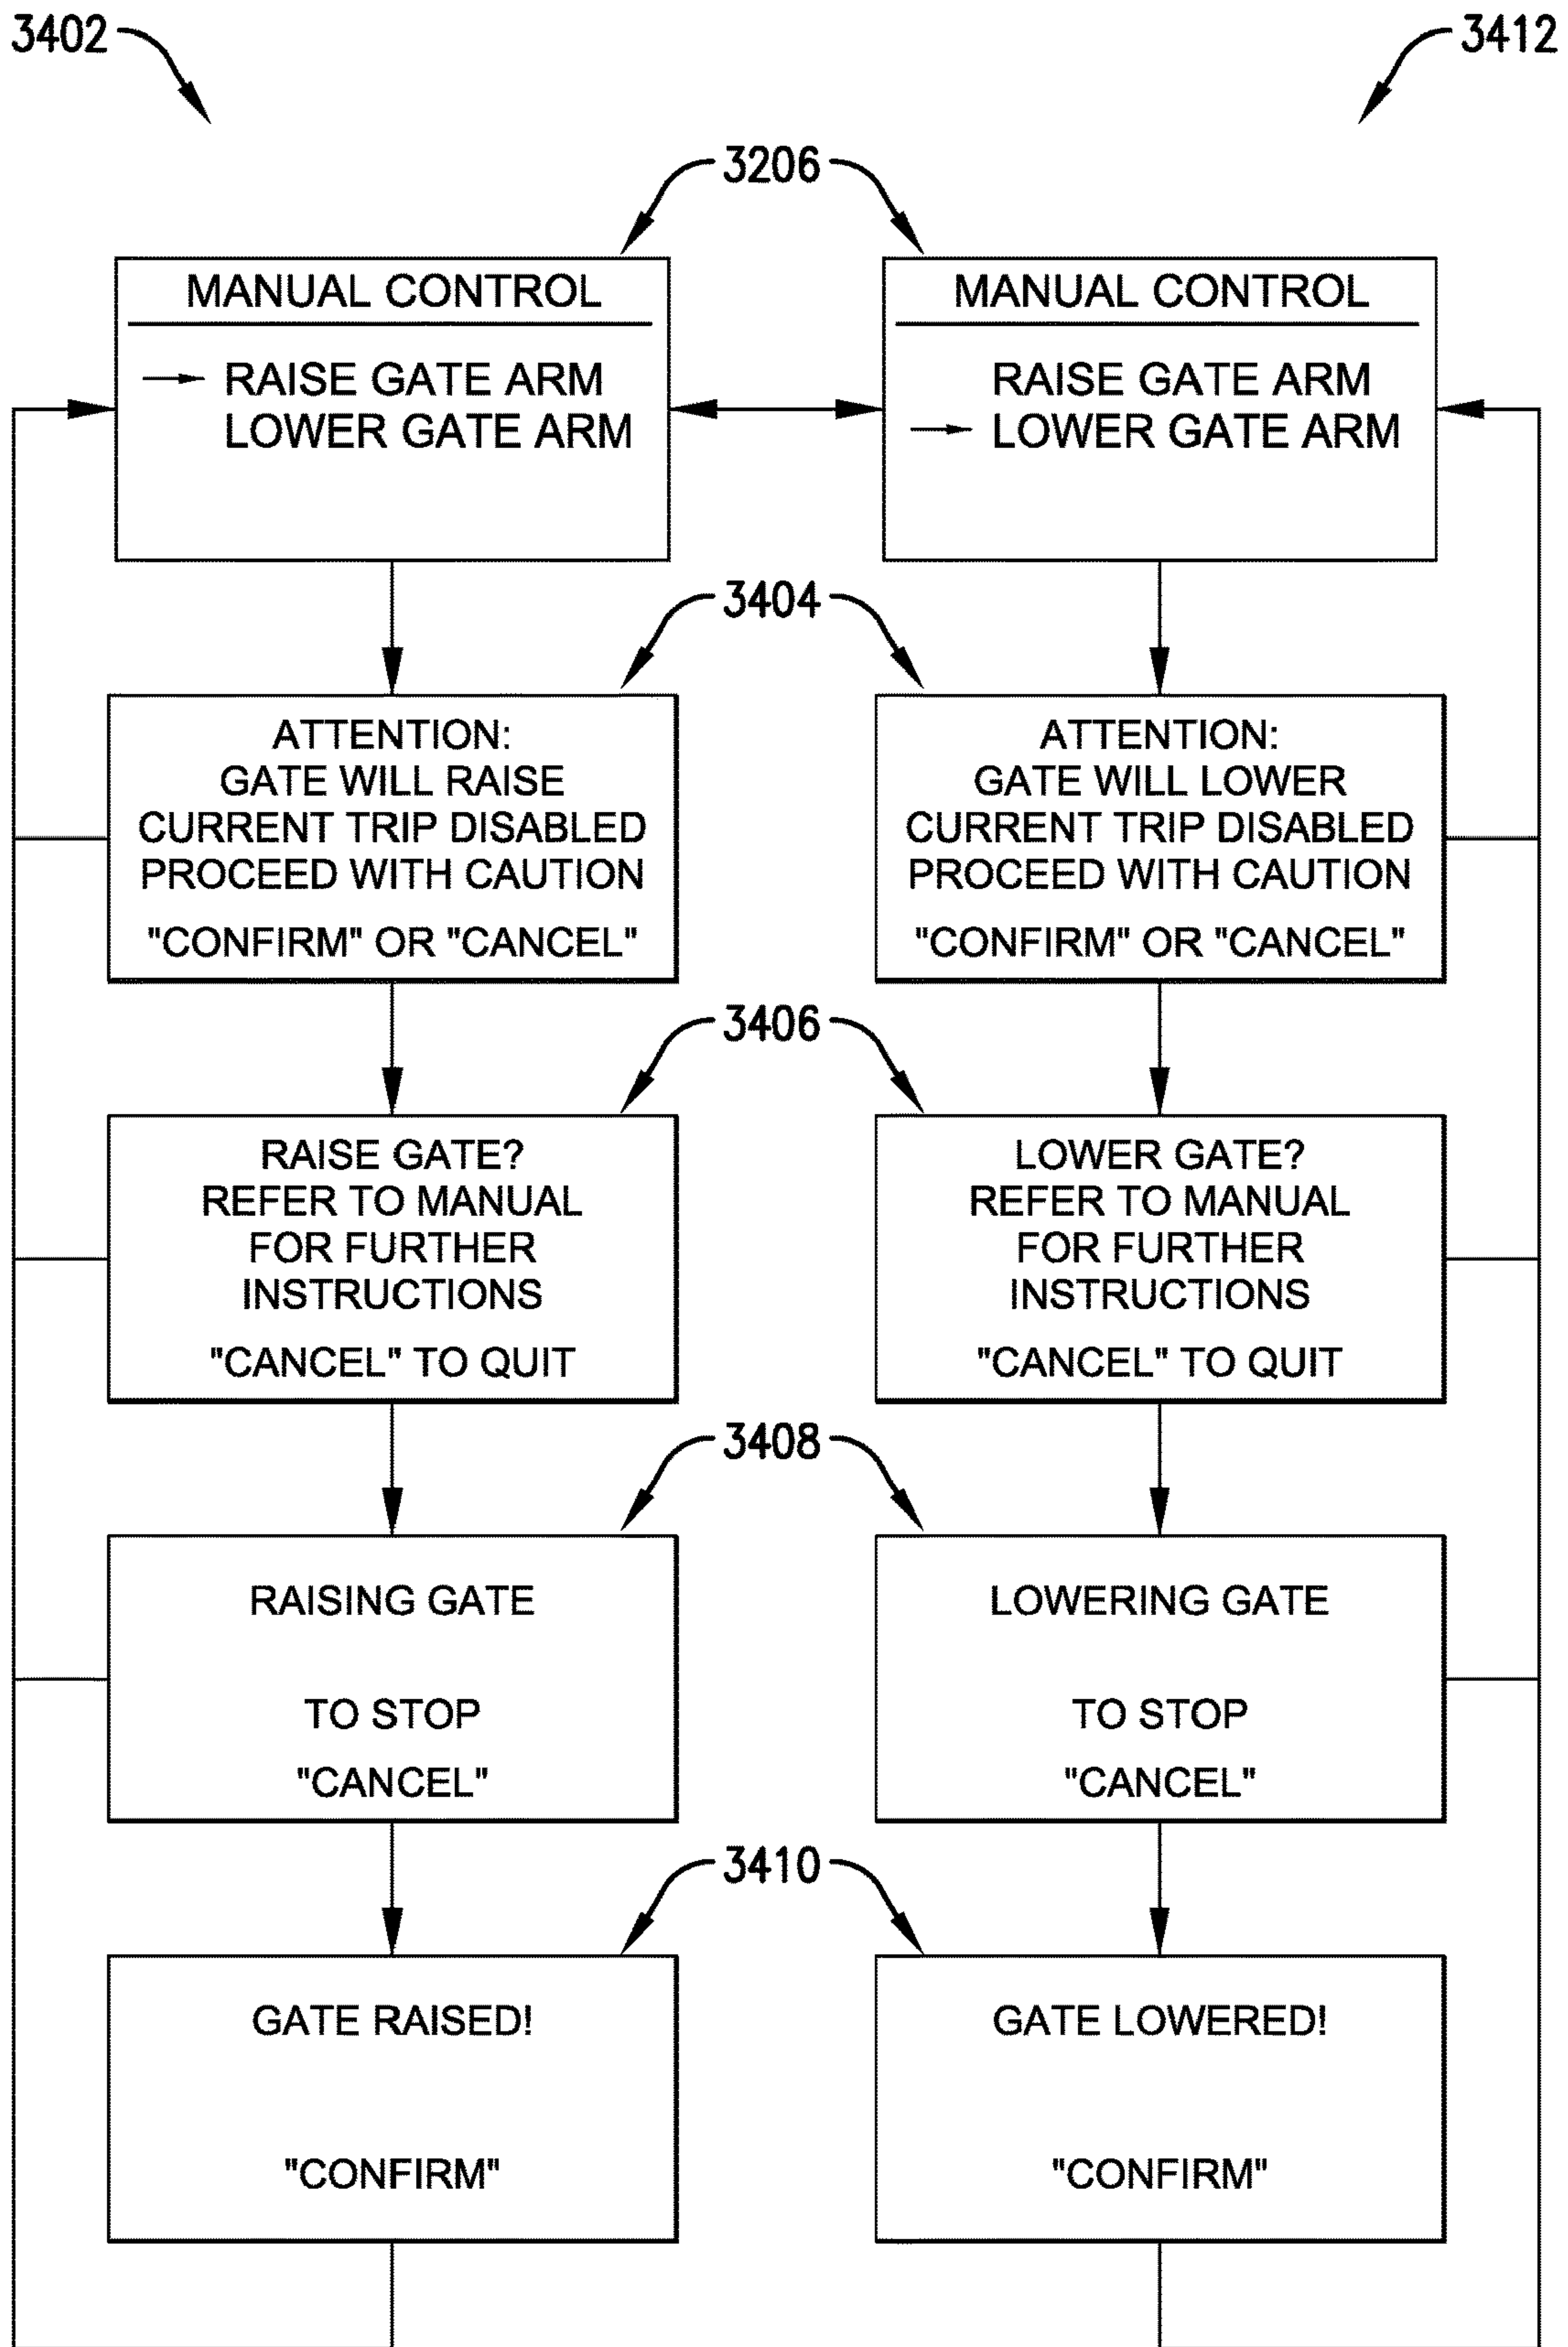 3402
3412
3206
MANUAL CONTROL
RAISE GATE ARM
LOWER GATE ARM
MANUAL CONTROL
RAISE GATE ARM
LOWER GATE ARM
3404
ATTENTION:
GATE WILL RAISE
CURRENT TRIP DISABLED
PROCEED WITH CAUTION
"CONFIRM" OR "CANCEL"
ATTENTION:
GATE WILL LOWER
CURRENT TRIP DISABLED
PROCEED WITH CAUTION
"CONFIRM" OR "CANCEL"
3406
RAISE GATE?
REFER TO MANUAL
FOR FURTHER
INSTRUCTIONS
"CANCEL" TO QUIT
LOWER GATE?
REFER TO MANUAL
FOR FURTHER
INSTRUCTIONS
"CANCEL" TO QUIT
3408
RAISING GATE
TO STOP
"CANCEL"
LOWERING GATE
TO STOP
"CANCEL"
3410
GATE RAISED!
"CONFIRM"
GATE LOWERED!
"CONFIRM"